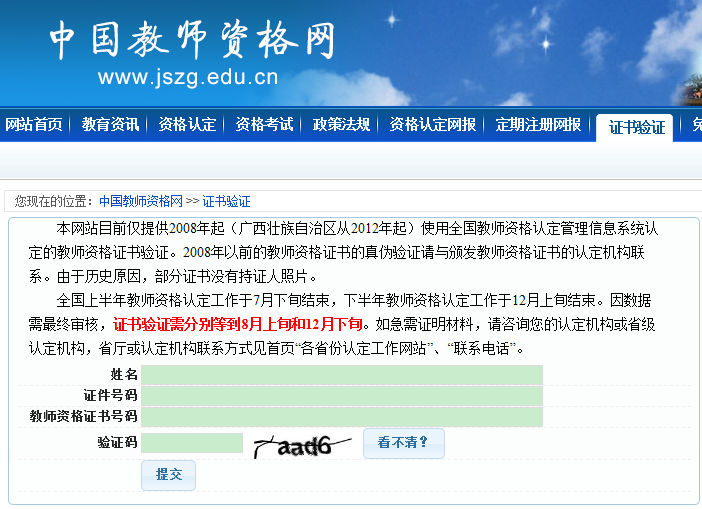 中国教师资格网
www.jszg.edu.cn
网站首页 教育资讯 资格认定 资格考试 政策法规 资格认定网报 定期注册网报 证书验证
您现在的位置：中国教师资格网 >> 证书验证
本网站目前仅提供2008年起（广西壮族自治区从2012年起）使用全国教师资格认定管理信息系统认
定的教师资格证书验证。2008年以前的教师资格证书的真伪验证请与颁发教师资格证书的认定机构联
系。由于历史原因，部分证书没有持证人照片。
全国上半年教师资格认定工作于7月下旬结束，下半年教师资格认定工作于12月上旬结束。因数据
需最终审核，证书验证需分别等到8月上旬和12月下旬。如急需证明材料，请咨询您的认定机构或省级
认定机构，省厅或认定机构联系方式见首页“各省份认定工作网站”、“联系电话”。
姓名
证件号码
教师资格证书号码
验证码 aad6 看不清？
提交